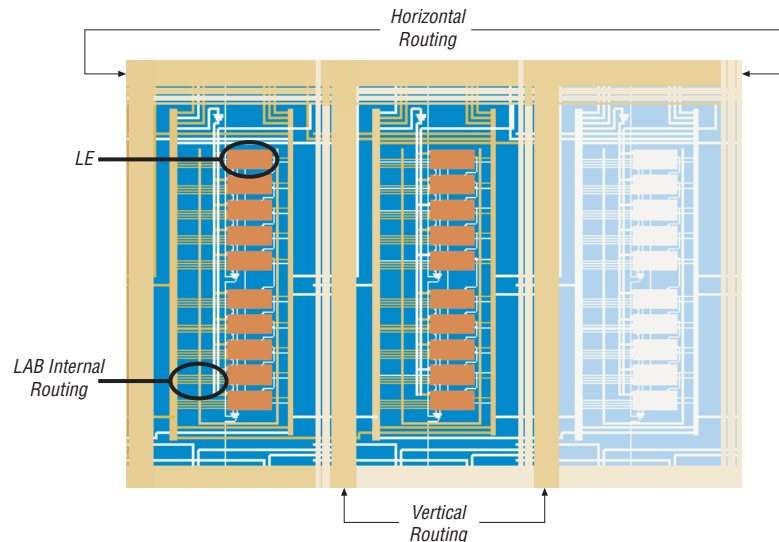 Horizontal
Routing
LE
LAB Internal
Routing
Vertical
Routing